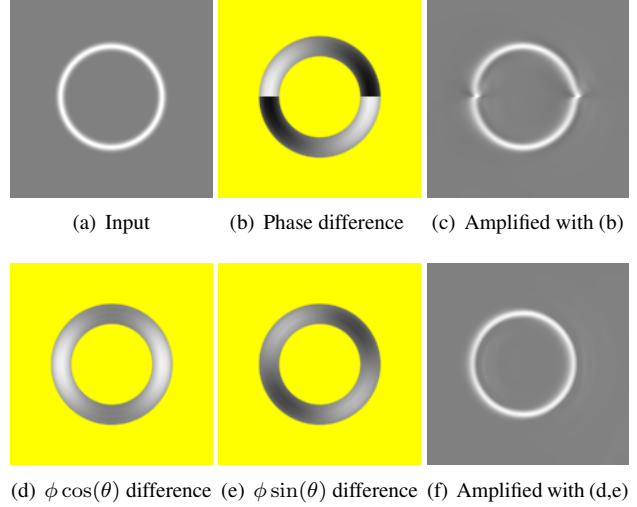 (a) Input (b) Phase difference (c) Amplified with (b)
(d) ϕ cos(θ) difference (e) ϕ sin(θ) difference (f) Amplified with (d,e)